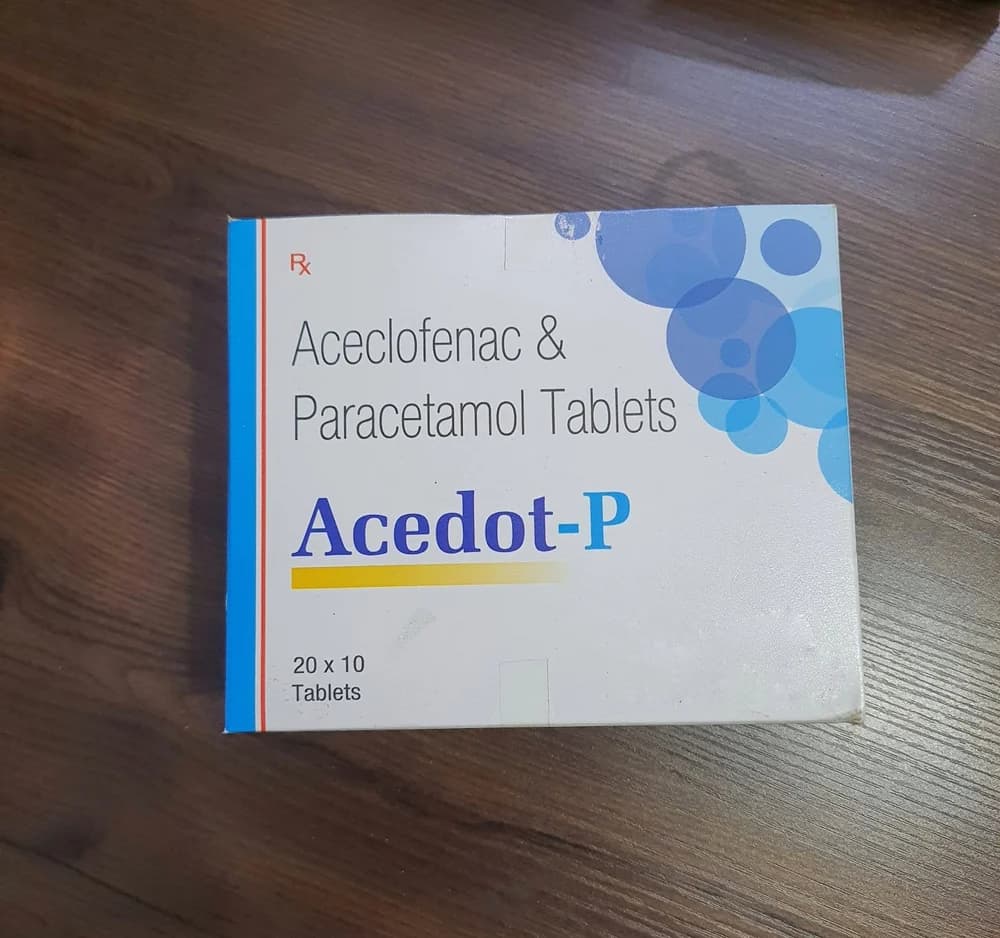 Rx
Aceclofenac &
Paracetamol Tablets
Acedot-P
20 x 10
Tablets